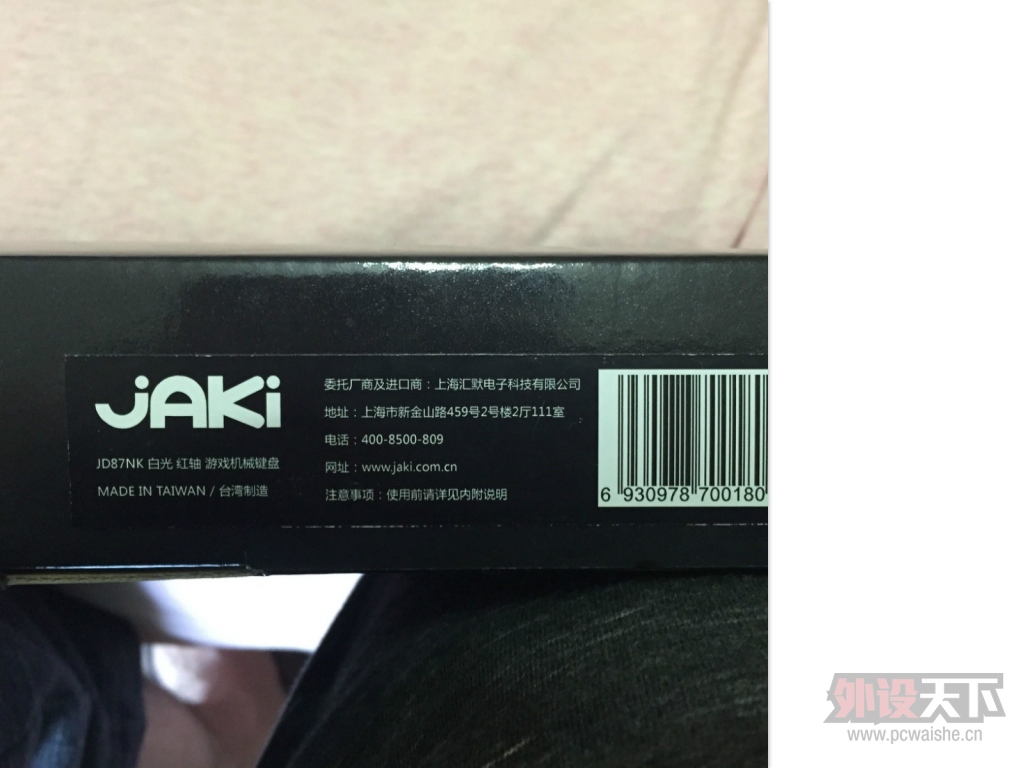 jAKi
JD87NK 白光 红轴 游戏机械键盘
MADE IN TAIWAN / 台湾制造
委托厂商及进口商：上海汇默电子科技有限公司
地址：上海市新金山路459号2号楼2厅111室
电话：400-8500-809
网址：www.jaki.com.cn
注意事项：使用前请详见内附说明
6 930978 700180
外设天下
www.pcwaishe.cn